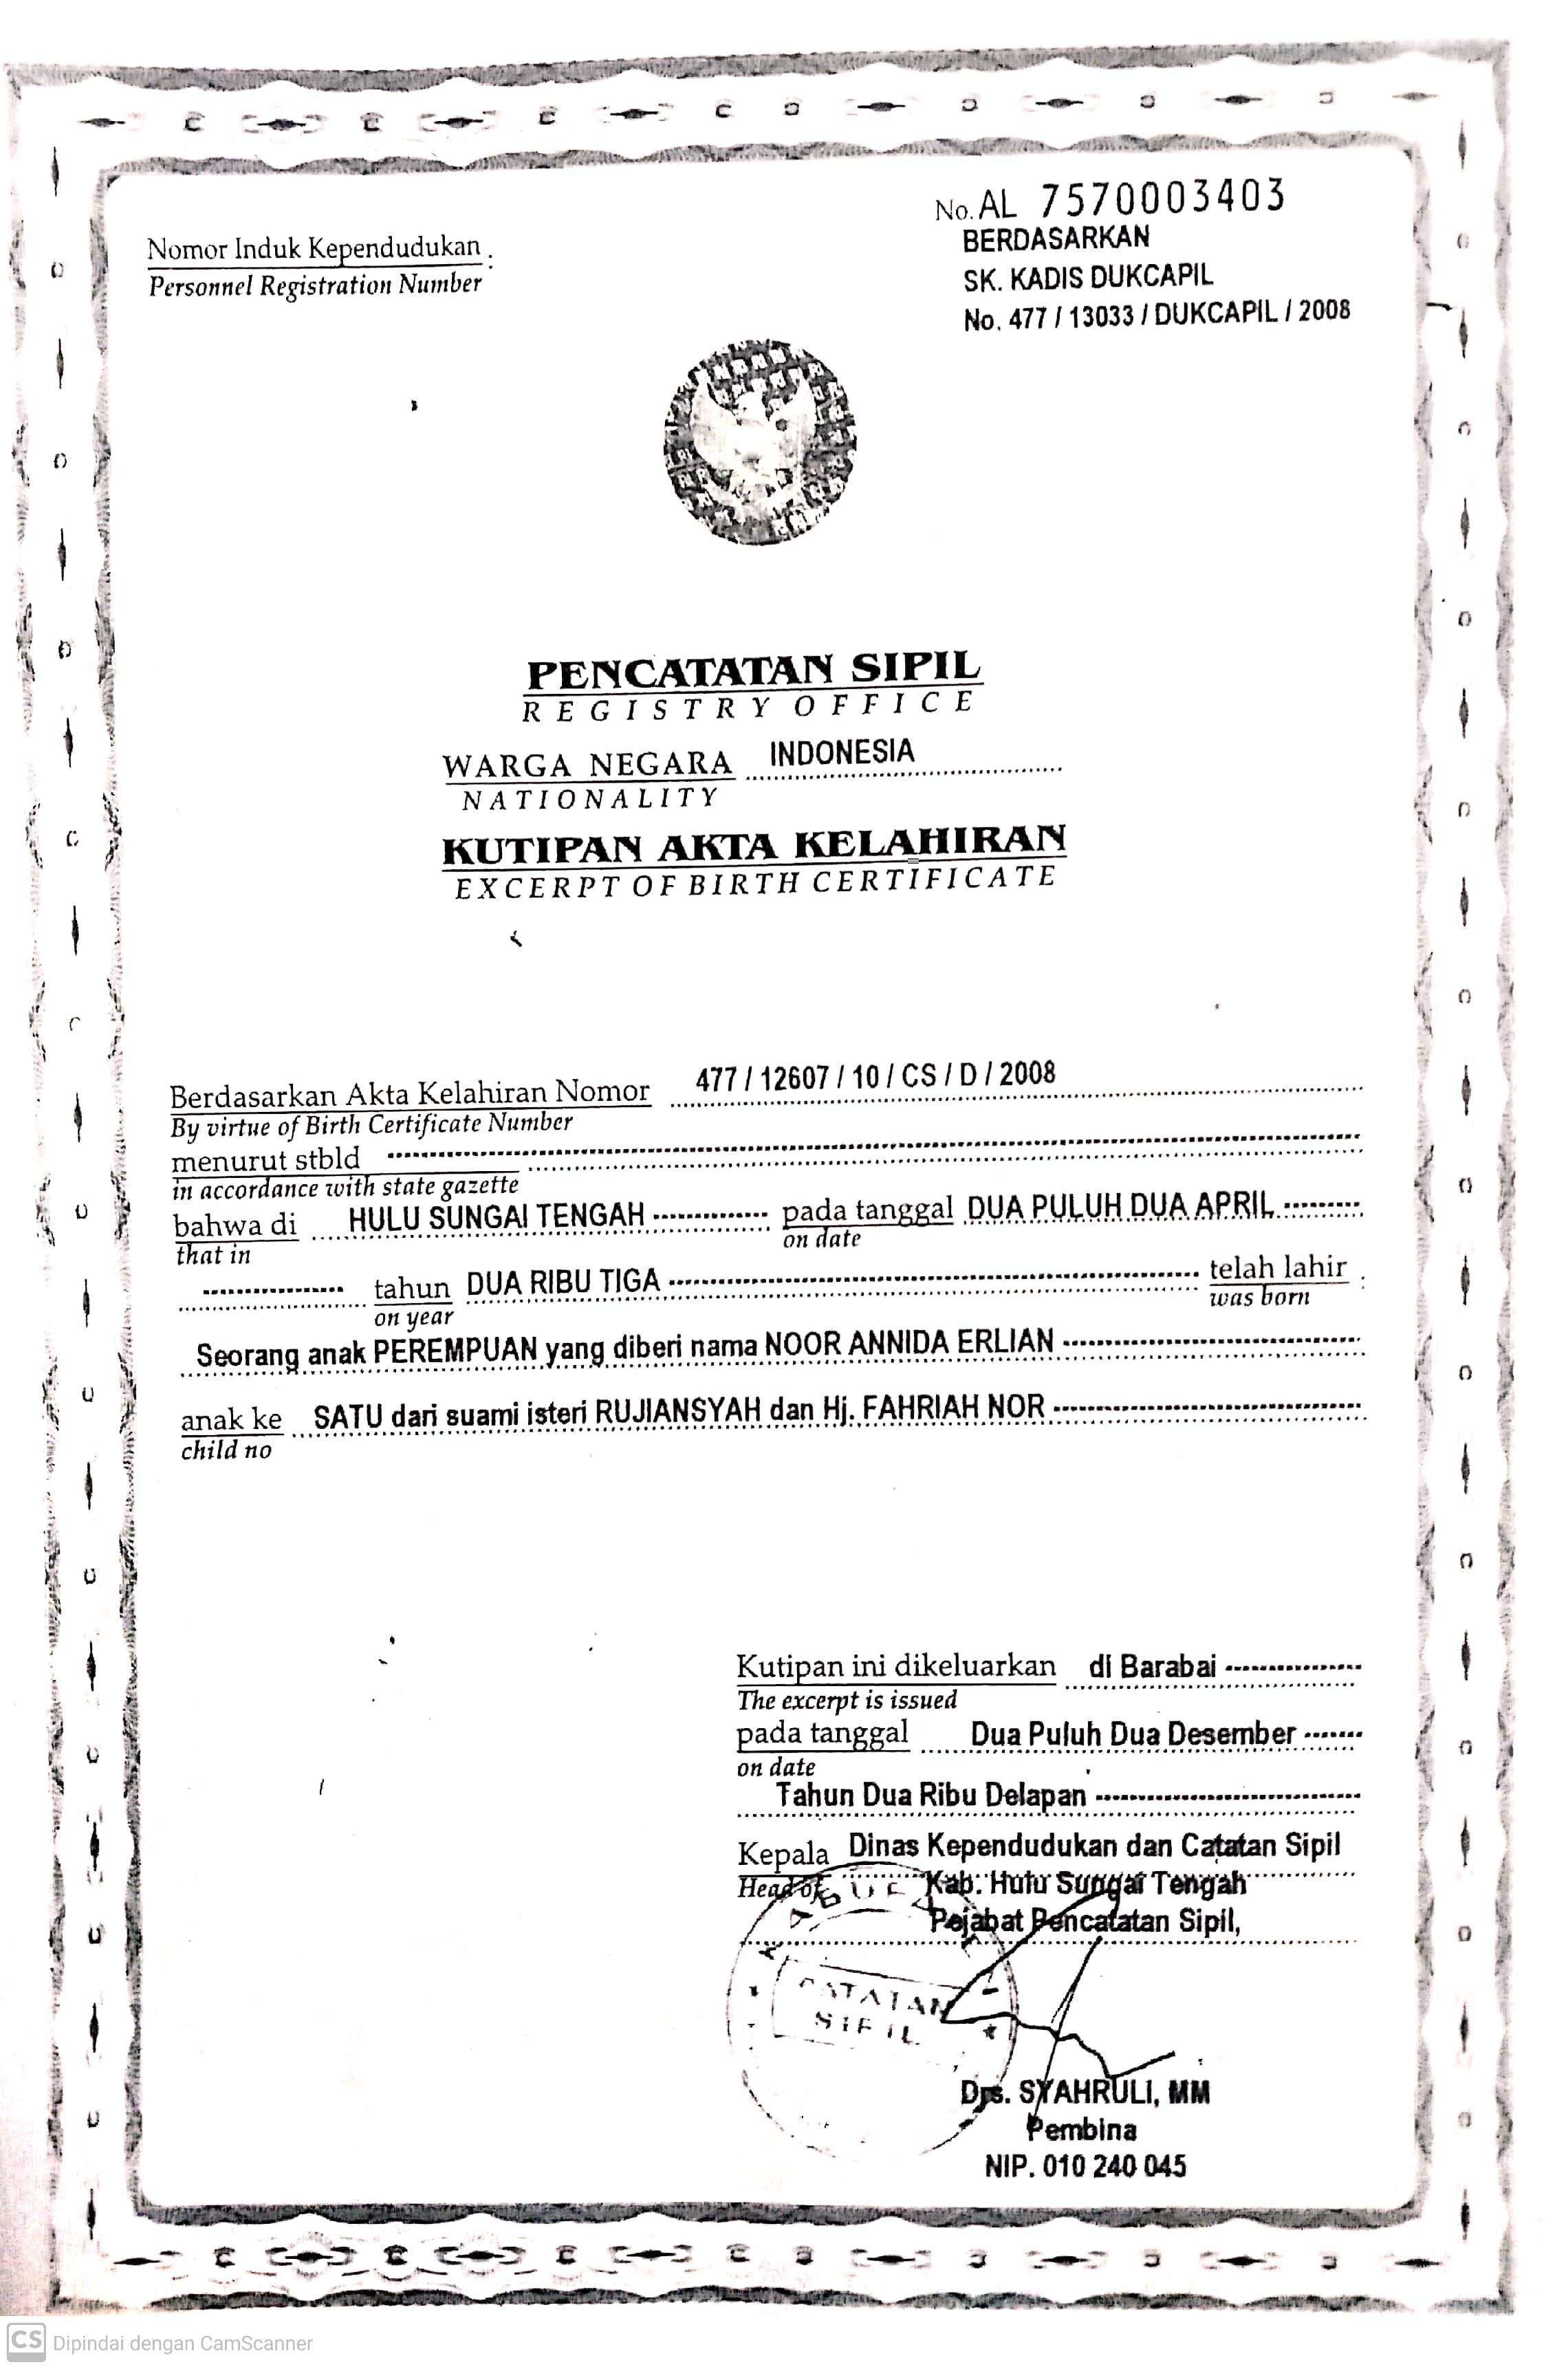 No. AL 7570003403
BERDASARKAN
SK. KADIS DUKCAPIL
No. 477 / 13033 / DUKCAPIL / 2008
Nomor Induk Kependudukan :
Personnel Registration Number
PENCATATAN SIPIL
REGISTRY OFFICE
WARGA NEGARA INDONESIA
NATIONALITY
KUTIPAN AKTA KELAHIRAN
EXCERPT OF BIRTH CERTIFICATE
Berdasarkan Akta Kelahiran Nomor 477 / 12607 / 10 / CS / D / 2008
By virtue of Birth Certificate Number
menurut stbld
in accordance with state gazette
bahwa di HULU SUNGAI TENGAH pada tanggal DUA PULUH DUA APRIL
that in on date
tahun DUA RIBU TIGA telah lahir :
on year was born
Seorang anak PEREMPUAN yang diberi nama NOOR ANNIDA ERLIAN
anak ke SATU dari suami isteri RUJIANSYAH dan Hj. FAHRIAH NOR
child no
Kutipan ini dikeluarkan di Barabai
The excerpt is issued
pada tanggal Dua Puluh Dua Desember
on date
Tahun Dua Ribu Delapan
Kepala Dinas Kependudukan dan Catatan Sipil
Head of Kab. Hulu Sungai Tengah
Pejabat Pencatatan Sipil,
CATATAN
SIPIL
Drs. SYAHRULI, MM
Pembina
NIP. 010 240 045
CS Dipindai dengan CamScanner